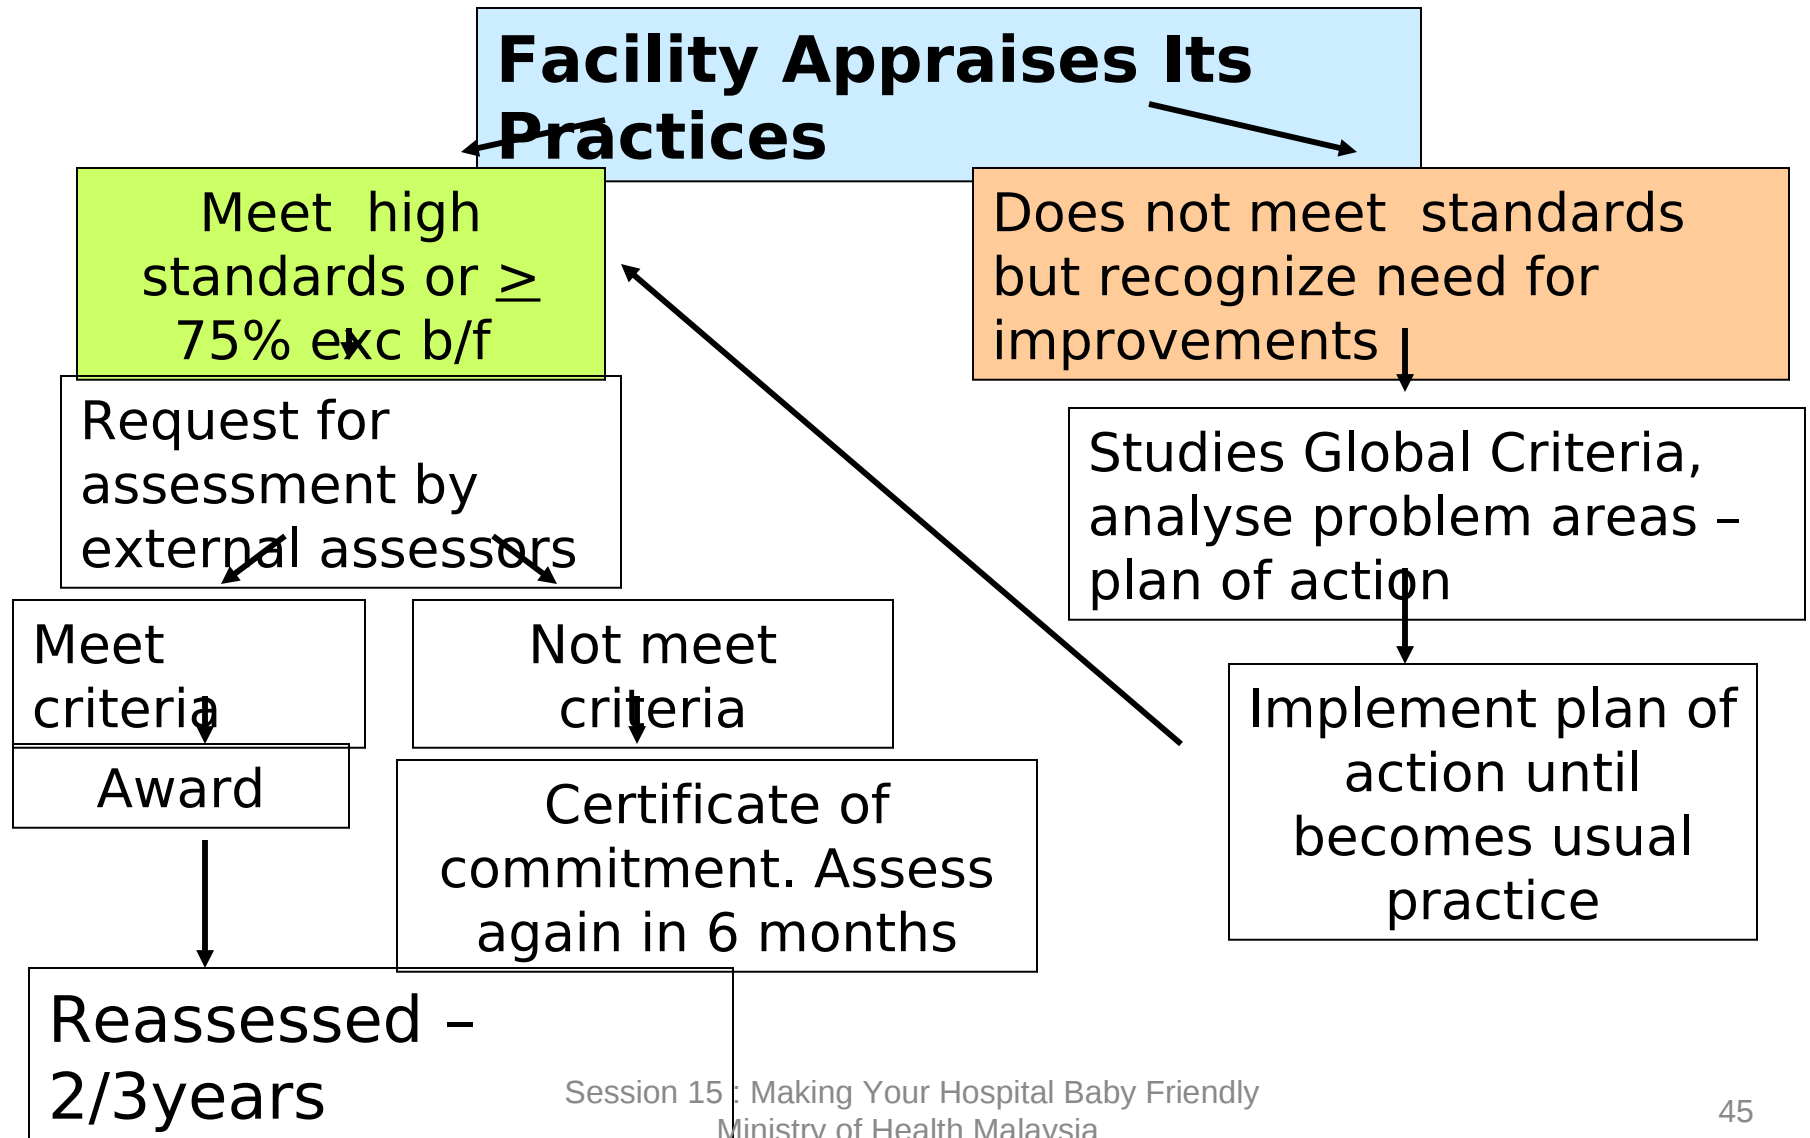 Facility Appraises Its
Practices
Meet  high
standards or >
75% exc b/f
Does not meet  standards
but recognize need for
improvements
Request for
assessment by
external assessors
Studies Global Criteria,
analyse problem areas –
plan of action
Meet
criteria
Not meet
criteria
Implement plan of
action until
becomes usual
practice
Award
Certificate of
commitment. Assess
again in 6 months
Reassessed –
2/3years
Session 15 : Making Your Hospital Baby Friendly
Ministry of Health Malaysia
45